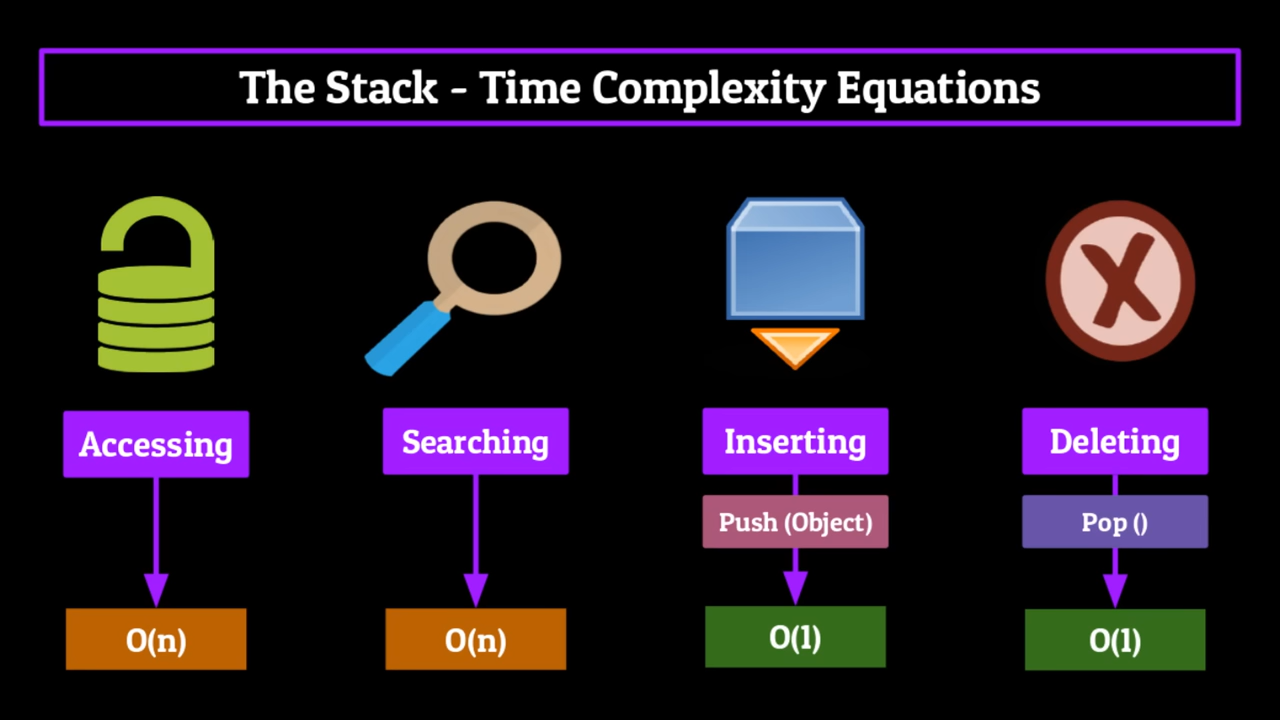 The Stack - Time Complexity Equations
Accessing
Searching
Inserting
Deleting
Push (Object)
Pop ()
O(n)
O(n)
O(1)
O(1)